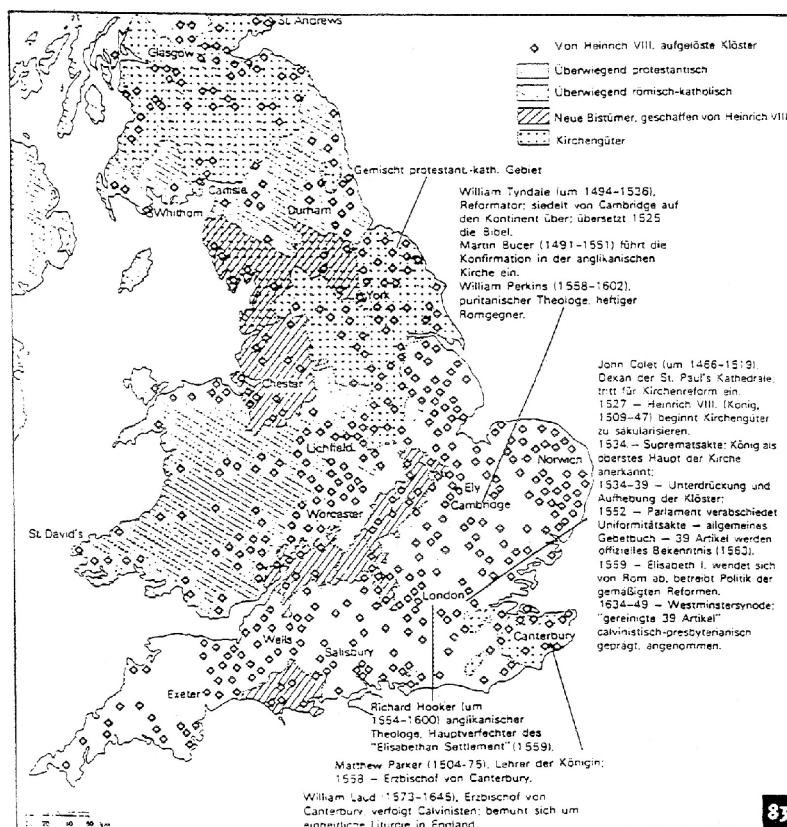 St. Andrews
Glasgow
Von Heinrich VIII. aufgelöste Klöster
Überwiegend protestantisch
Überwiegend römisch-katholisch
Neue Bistümer, geschaffen von Heinrich VIII
Kirchengüter
Gemischt protestant.-kath. Gebiet
Carlisle
Whithorn
Durham
William Tyndale (um 1494–1536),
Reformator; siedelt von Cambridge auf
den Kontinent über; übersetzt 1525
die Bibel.
Martin Bucer (1491–1551) führt die
Konfirmation in der anglikanischen
Kirche ein.
William Perkins (1558–1602),
puritanischer Theologe, heftiger
Romgegner.
York
Chester
John Colet (um 1466–1519),
Dekan der St. Paul's Kathedrale;
tritt für Kirchenreform ein.
1527 – Heinrich VIII. (König,
1509–47) beginnt Kirchengüter
zu säkularisieren.
1534 – Suprematsakte: König als
oberstes Haupt der Kirche
anerkannt;
1534–39 – Unterdrückung und
Aufhebung der Klöster;
1552 – Parlament verabschiedet
Uniformitätsakte – allgemeines
Gebetbuch – 39 Artikel werden
offizielles Bekenntnis (1563).
1559 – Elisabeth I. wendet sich
von Rom ab, betreibt Politik der
gemäßigten Reformen.
1634–49 – Westminstersynode:
"gereinigte 39 Artikel"
calvinistisch-presbyterianisch
geprägt, angenommen.
Lichfield
Norwich
Ely
Cambridge
Worcester
St. David's
London
Wells
Salisbury
Canterbury
Exeter
Richard Hooker (um
1554–1600) anglikanischer
Theologe, Hauptverfechter des
"Elisabethan Settlement" (1559).
Matthew Parker (1504–75), Lehrer der Königin;
1558 – Erzbischof von Canterbury.
William Laud (1573–1645), Erzbischof von
Canterbury, verfolgt Calvinisten; bemüht sich um
einheitliche Liturgie in England.